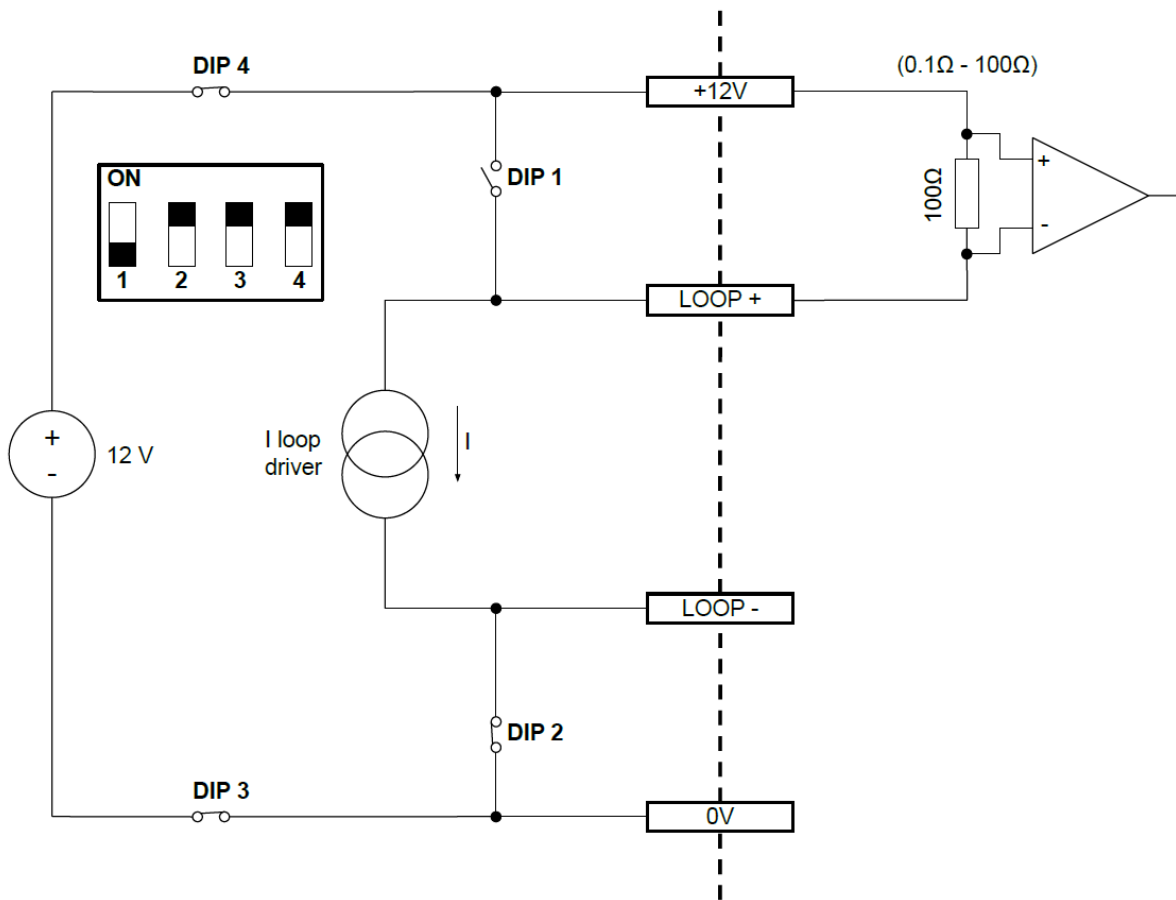 DIP 4
(0.1Ω - 100Ω)
+12V
ON
1 2 3 4
DIP 1
100Ω
+
-
LOOP +
+
-
12 V
I loop
driver
I
LOOP -
DIP 2
DIP 3
0V